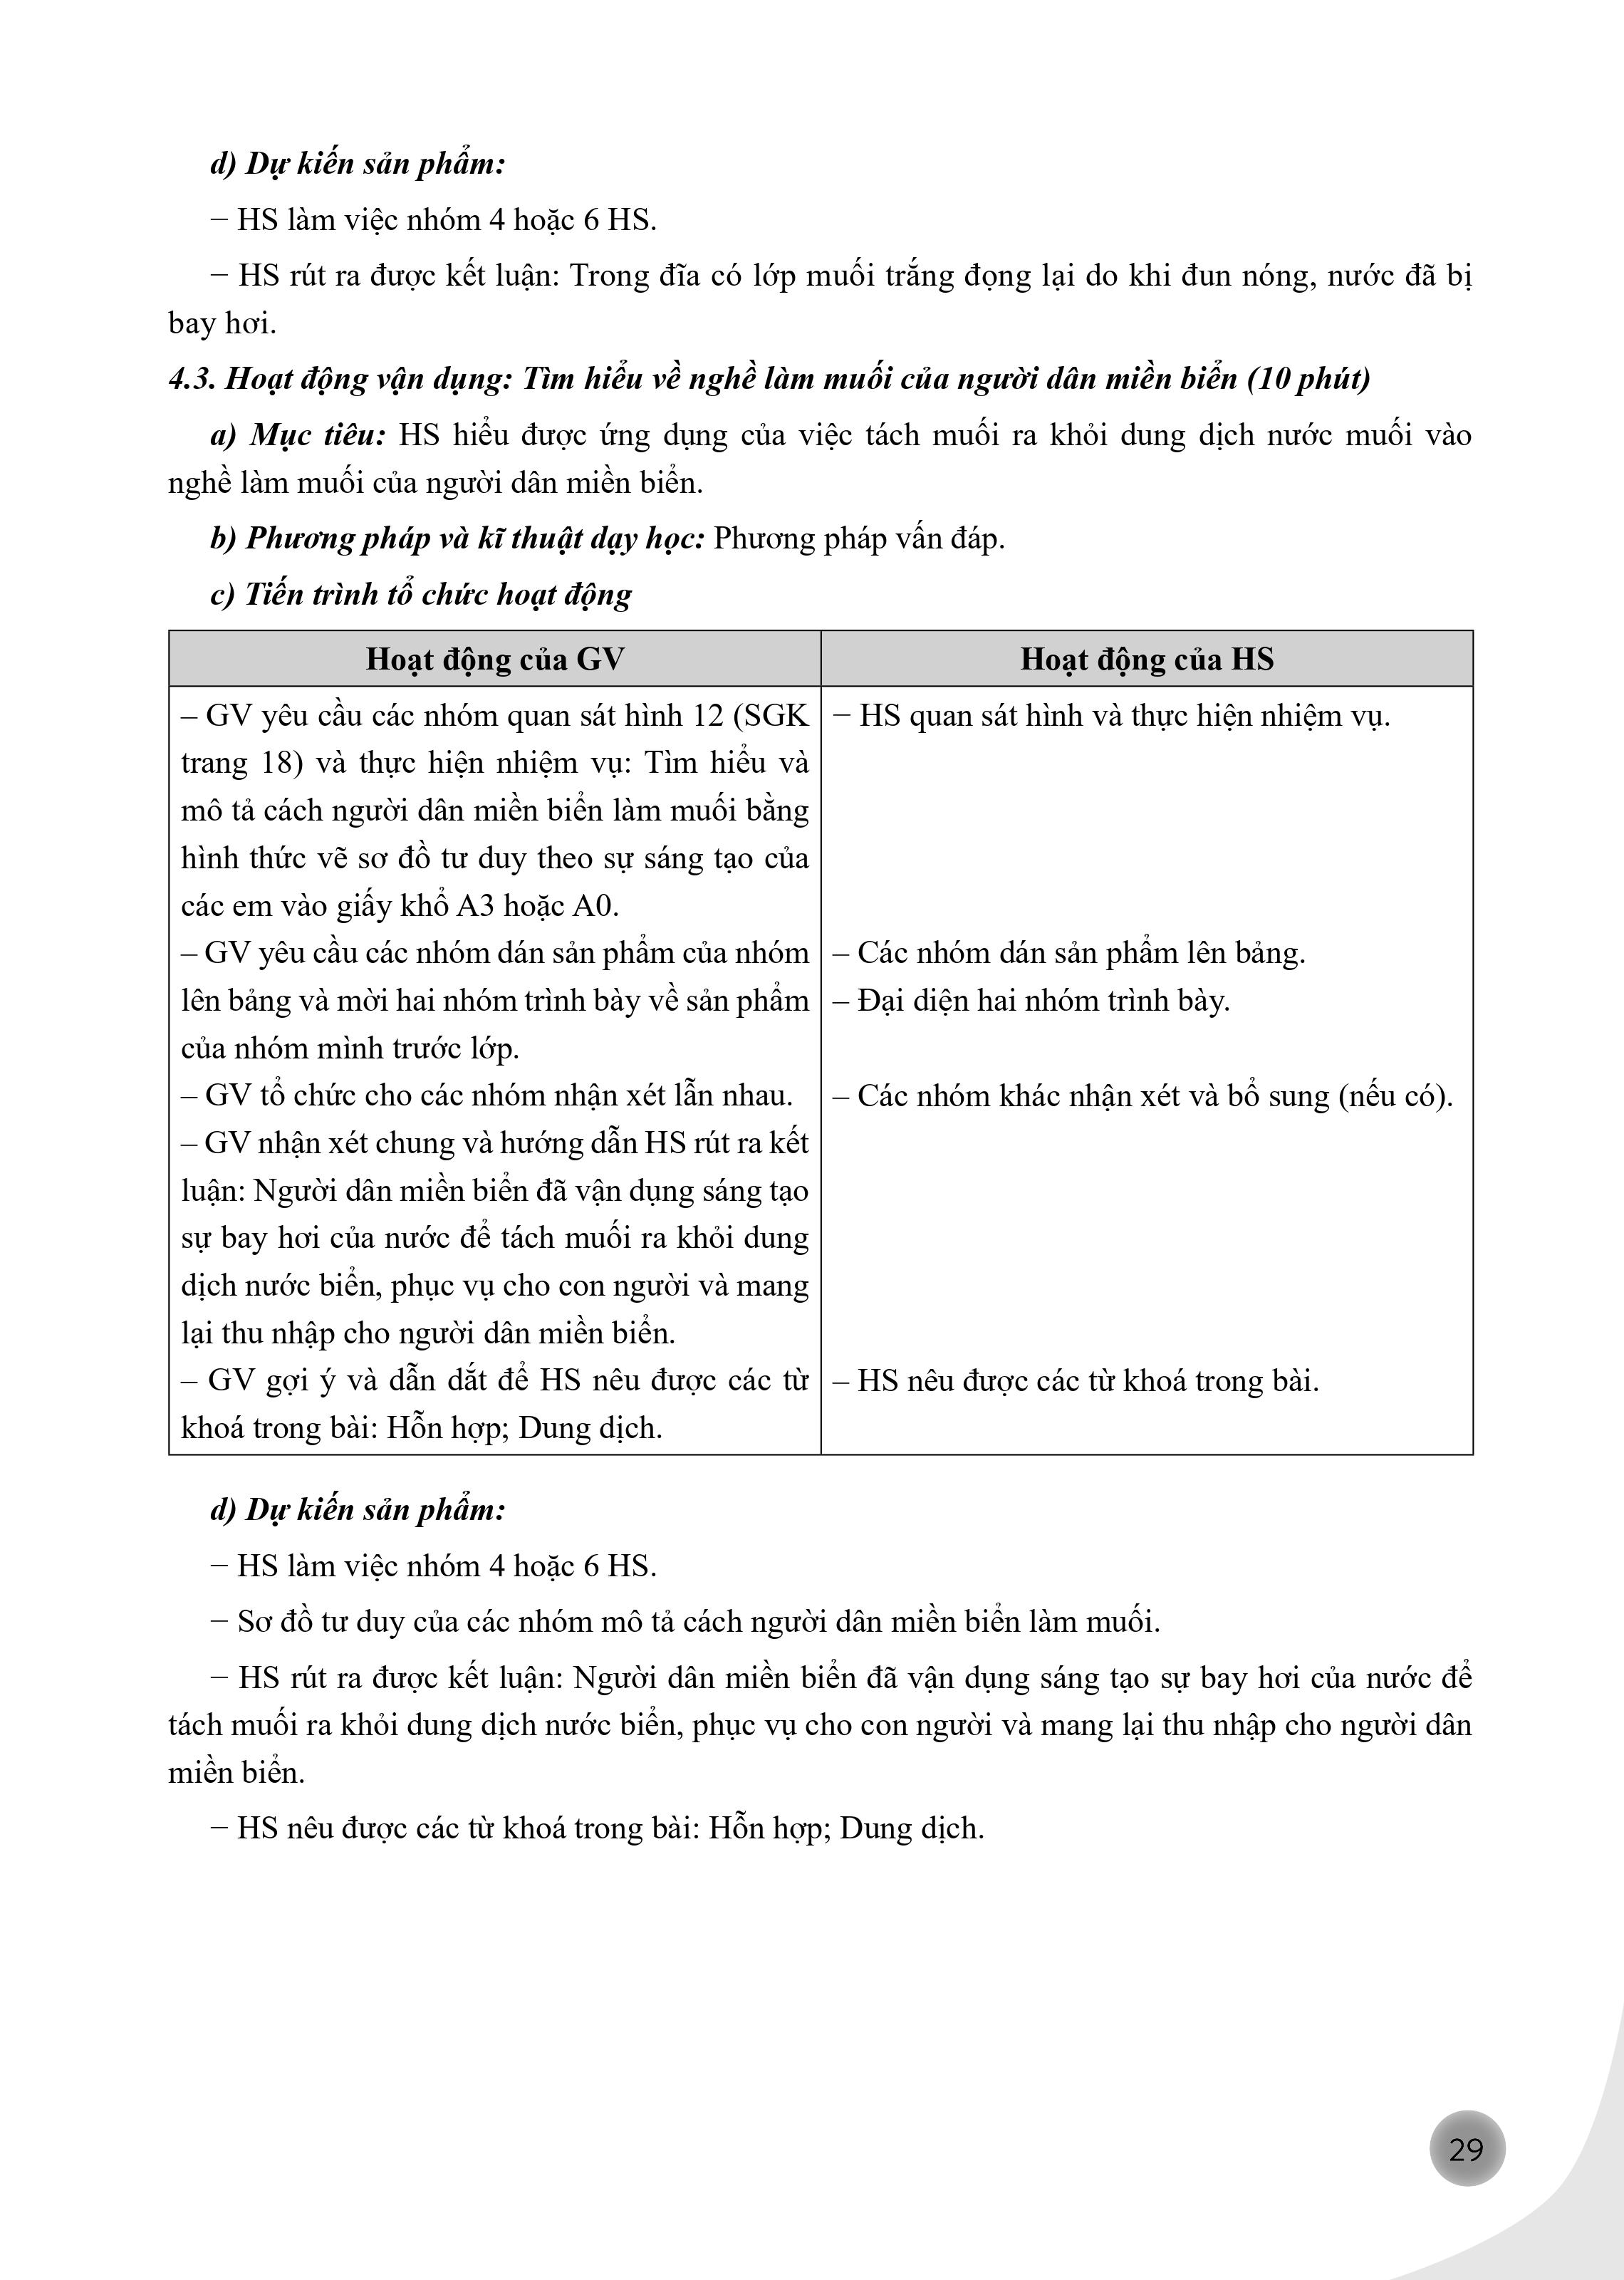 d) Dự kiến sản phẩm:
− HS làm việc nhóm 4 hoặc 6 HS.
− HS rút ra được kết luận: Trong đĩa có lớp muối trắng đọng lại do khi đun nóng, nước đã bị
bay hơi.
4.3. Hoạt động vận dụng: Tìm hiểu về nghề làm muối của người dân miền biển (10 phút)
a) Mục tiêu: HS hiểu được ứng dụng của việc tách muối ra khỏi dung dịch nước muối vào
nghề làm muối của người dân miền biển.
b) Phương pháp và kĩ thuật dạy học: Phương pháp vấn đáp.
c) Tiến trình tổ chức hoạt động
Hoạt động của GV
– GV yêu cầu các nhóm quan sát hình 12 (SGK
trang 18) và thực hiện nhiệm vụ: Tìm hiểu và
mô tả cách người dân miền biển làm muối bằng
hình thức vẽ sơ đồ tư duy theo sự sáng tạo của
các em vào giấy khổ A3 hoặc A0.
– GV yêu cầu các nhóm dán sản phẩm của nhóm
lên bảng và mời hai nhóm trình bày về sản phẩm
của nhóm mình trước lớp.
– GV tổ chức cho các nhóm nhận xét lẫn nhau.
– GV nhận xét chung và hướng dẫn HS rút ra kết
luận: Người dân miền biển đã vận dụng sáng tạo
sự bay hơi của nước để tách muối ra khỏi dung
dịch nước biển, phục vụ cho con người và mang
lại thu nhập cho người dân miền biển.
– GV gợi ý và dẫn dắt để HS nêu được các từ
khoá trong bài: Hỗn hợp; Dung dịch.
Hoạt động của HS
− HS quan sát hình và thực hiện nhiệm vụ.
– Các nhóm dán sản phẩm lên bảng.
– Đại diện hai nhóm trình bày.
– Các nhóm khác nhận xét và bổ sung (nếu có).
– HS nêu được các từ khoá trong bài.
d) Dự kiến sản phẩm:
− HS làm việc nhóm 4 hoặc 6 HS.
− Sơ đồ tư duy của các nhóm mô tả cách người dân miền biển làm muối.
− HS rút ra được kết luận: Người dân miền biển đã vận dụng sáng tạo sự bay hơi của nước để
tách muối ra khỏi dung dịch nước biển, phục vụ cho con người và mang lại thu nhập cho người dân
miền biển.
− HS nêu được các từ khoá trong bài: Hỗn hợp; Dung dịch.
29